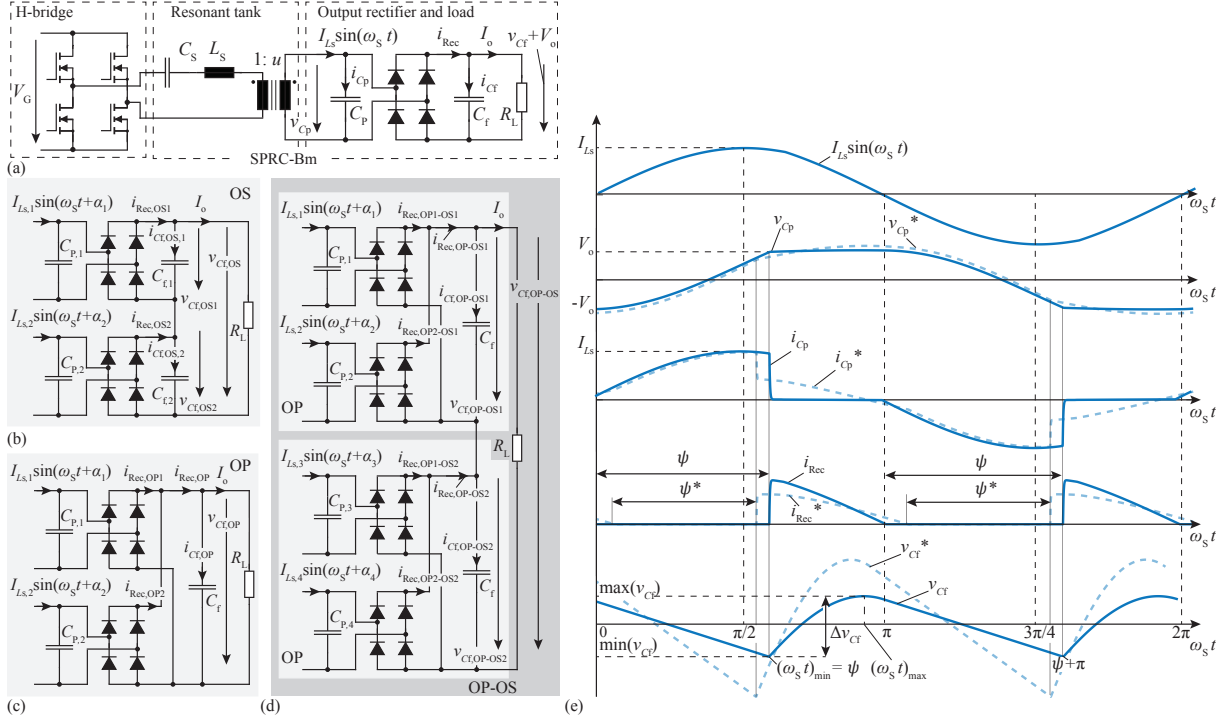 H-bridge
Resonant tank
Output rectifier and load
V_G
C_S
L_S
1: u
I_Ls sin(ω_S t)
i_Rec
I_o
v_Cf + V_o
i_Cp
C_P
v_Cp
i_Cf
C_f
R_L
(a)
SPRC-Bm
OS
I_Ls,1 sin(ω_S t+α_1)
i_Rec,OS1
I_o
C_P,1
i_Cf,OS,1
C_f,1
v_Cf,OS
v_Cf,OS1
I_Ls,2 sin(ω_S t+α_2)
i_Rec,OS2
R_L
C_P,2
i_Cf,OS,2
C_f,2
v_Cf,OS2
(b)
OP
I_Ls,1 sin(ω_S t+α_1)
i_Rec,OP1
i_Rec,OP
I_o
C_P,1
v_Cf,OP
I_Ls,2 sin(ω_S t+α_2)
i_Rec,OP2
i_Cf,OP
R_L
C_P,2
C_f
(c)
I_Ls,1 sin(ω_S t+α_1)
i_Rec,OP1-OS1
I_o
i_Rec,OP-OS1
C_P,1
i_Cf,OP-OS1
v_Cf,OP-OS
I_Ls,2 sin(ω_S t+α_2)
i_Rec,OP2-OS1
C_f
C_P,2
v_Cf,OP-OS1
OP
R_L
I_Ls,3 sin(ω_S t+α_3)
i_Rec,OP1-OS2
i_Rec,OP-OS2
C_P,3
i_Cf,OP-OS2
I_Ls,4 sin(ω_S t+α_4)
i_Rec,OP2-OS2
C_f
C_P,4
v_Cf,OP-OS2
OP
OP-OS
(d)
I_Ls
I_Ls sin(ω_S t)
ω_S t
V_o
v_Cp
v_Cp*
-V_o
ω_S t
I_Ls
i_Cp
i_Cp*
ω_S t
ψ
i_Rec
ψ
ψ*
i_Rec*
ψ*
ω_S t
v_Cf*
max(v_Cf)
v_Cf
0
π/2
π
3π/4
2π
ω_S t
min(v_Cf)
Δv_Cf
(ω_S t)_min = ψ
(ω_S t)_max
ψ+π
(e)